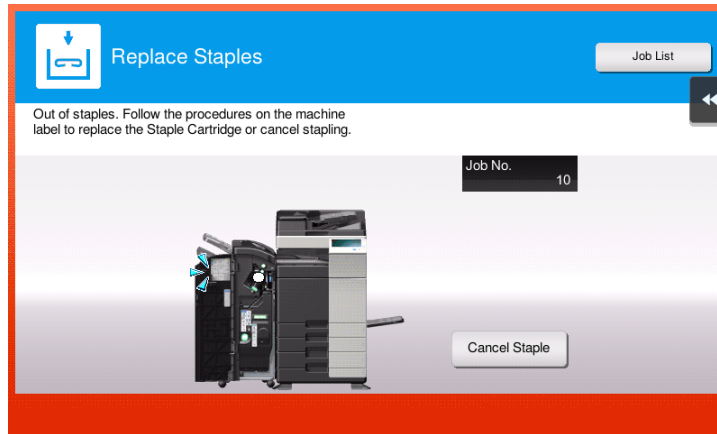 Replace Staples
Job List
Out of staples. Follow the procedures on the machine
label to replace the Staple Cartridge or cancel stapling.
Job No.
10
Cancel Staple